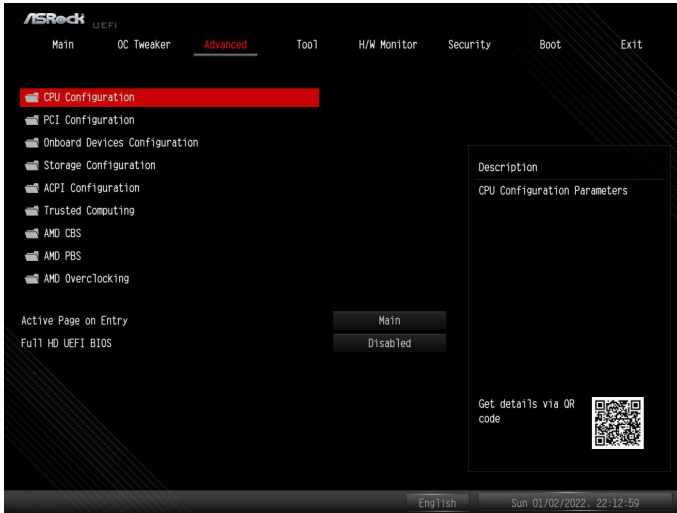 ASRock UEFI
Main OC Tweaker Advanced Tool H/W Monitor Security Boot Exit
CPU Configuration
PCI Configuration
Onboard Devices Configuration
Storage Configuration
ACPI Configuration
Trusted Computing
AMD CBS
AMD PBS
AMD Overclocking
Active Page on Entry Main
Full HD UEFI BIOS Disabled
Description
CPU Configuration Parameters
Get details via QR
code
English Sun 01/02/2022. 22:12:59